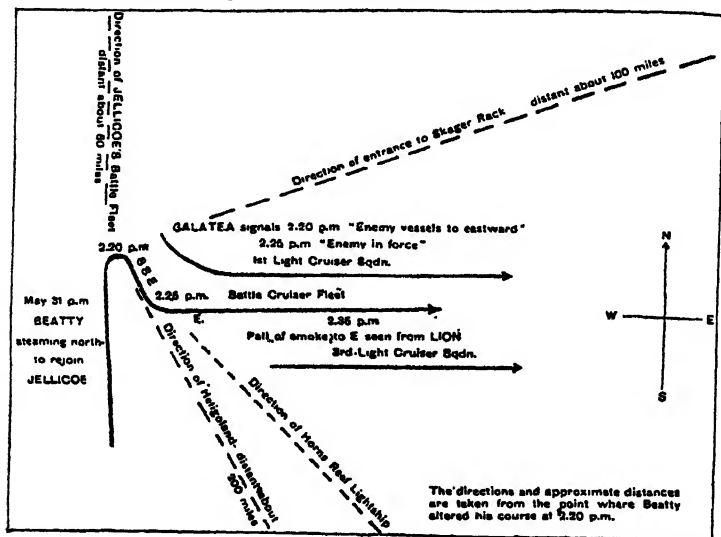 Direction of JELLICOE'S Battle Fleet
distant about 60 miles
Direction of entrance to Skager Rack distant about 100 miles
GALATEA signals 2.20 p.m "Enemy vessels to eastward"
2.25 p.m "Enemy in force"
1st Light Cruiser Sqdn.
2.20 p.m
S S E
2.25 p.m. Battle Cruiser Fleet
E.
2.35 p.m
Pall of smoke to E seen from LION
3rd Light Cruiser Sqdn.
May 31 p.m
BEATTY
steaming north
to rejoin
JELLICOE
Direction of Heligoland distant about
200 miles
Direction of Horns Reef Lightship
N
W
E
S
The directions and approximate distances
are taken from the point where Beatty
altered his course at 2.20 p.m.